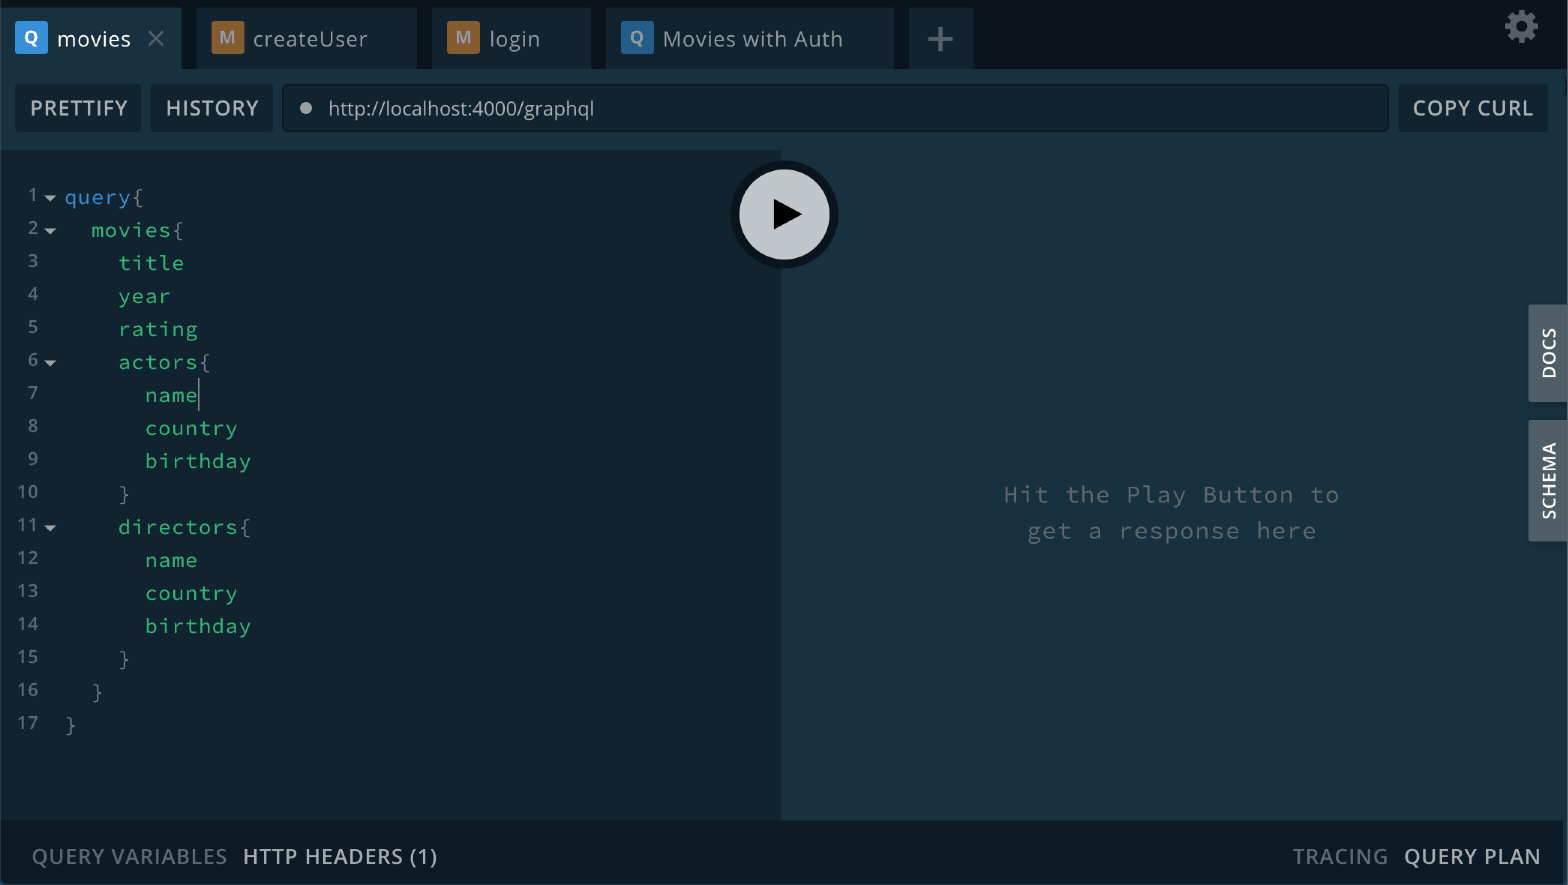 Q movies
M createUser
M login
Q Movies with Auth
+
PRETTIFY
HISTORY
http://localhost:4000/graphql
COPY CURL
1 query{
2 movies{
3 title
4 year
5 rating
6 actors{
7 name
8 country
9 birthday
10 }
11 directors{
12 name
13 country
14 birthday
15 }
16 }
17 }
Hit the Play Button to
get a response here
DOCS
SCHEMA
QUERY VARIABLES
HTTP HEADERS (1)
TRACING
QUERY PLAN